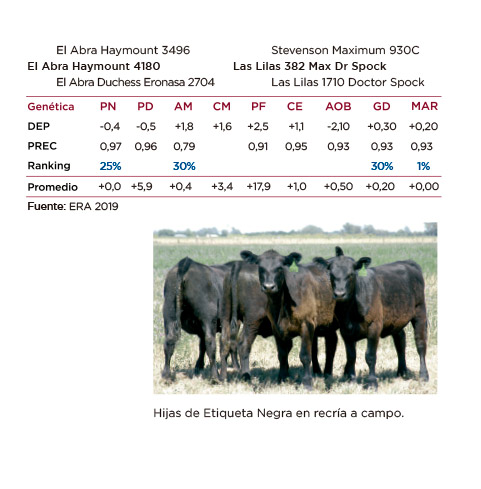 El Abra Haymount 3496 Stevenson Maximum 930C
El Abra Haymount 4180 Las Lilas 382 Max Dr Spock
El Abra Duchess Eronasa 2704 Las Lilas 1710 Doctor Spock
Genética PN PD AM CM PF CE AOB GD MAR
DEP -0,4 -0,5 +1,8 +1,6 +2,5 +1,1 -2,10 +0,30 +0,20
PREC 0,97 0,96 0,79 0,91 0,95 0,93 0,93 0,93
Ranking 25% 30% 30% 1%
Promedio +0,0 +5,9 +0,4 +3,4 +17,9 +1,0 +0,50 +0,20 +0,00
Fuente: ERA 2019
Hijas de Etiqueta Negra en recría a campo.